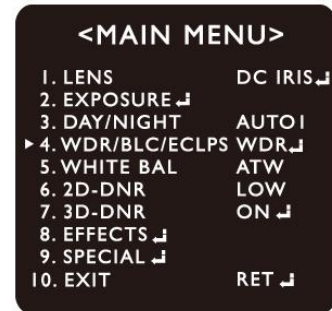 <MAIN MENU>
1. LENS DC IRIS↲
2. EXPOSURE↲
3. DAY/NIGHT AUTO1
▶ 4. WDR/BLC/ECLPS WDR↲
5. WHITE BAL ATW
6. 2D-DNR LOW
7. 3D-DNR ON↲
8. EFFECTS↲
9. SPECIAL↲
10. EXIT RET↲